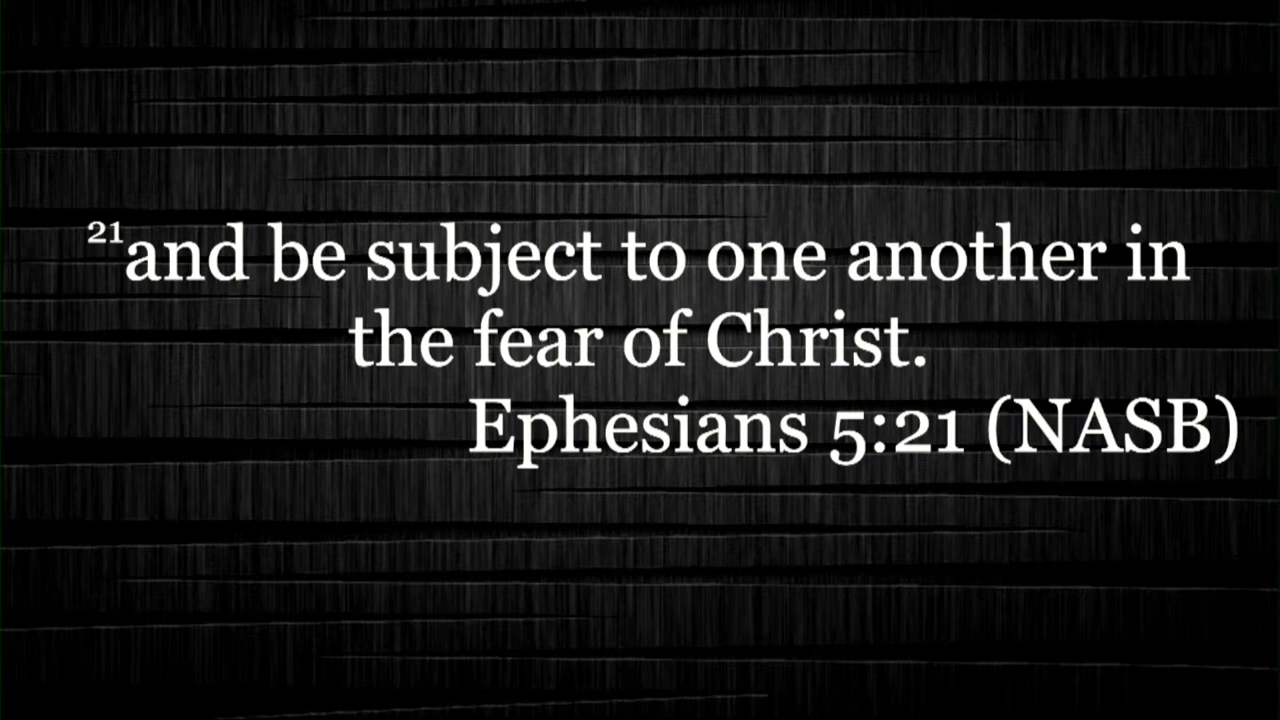 21and be subject to one another in
the fear of Christ.
Ephesians 5:21 (NASB)